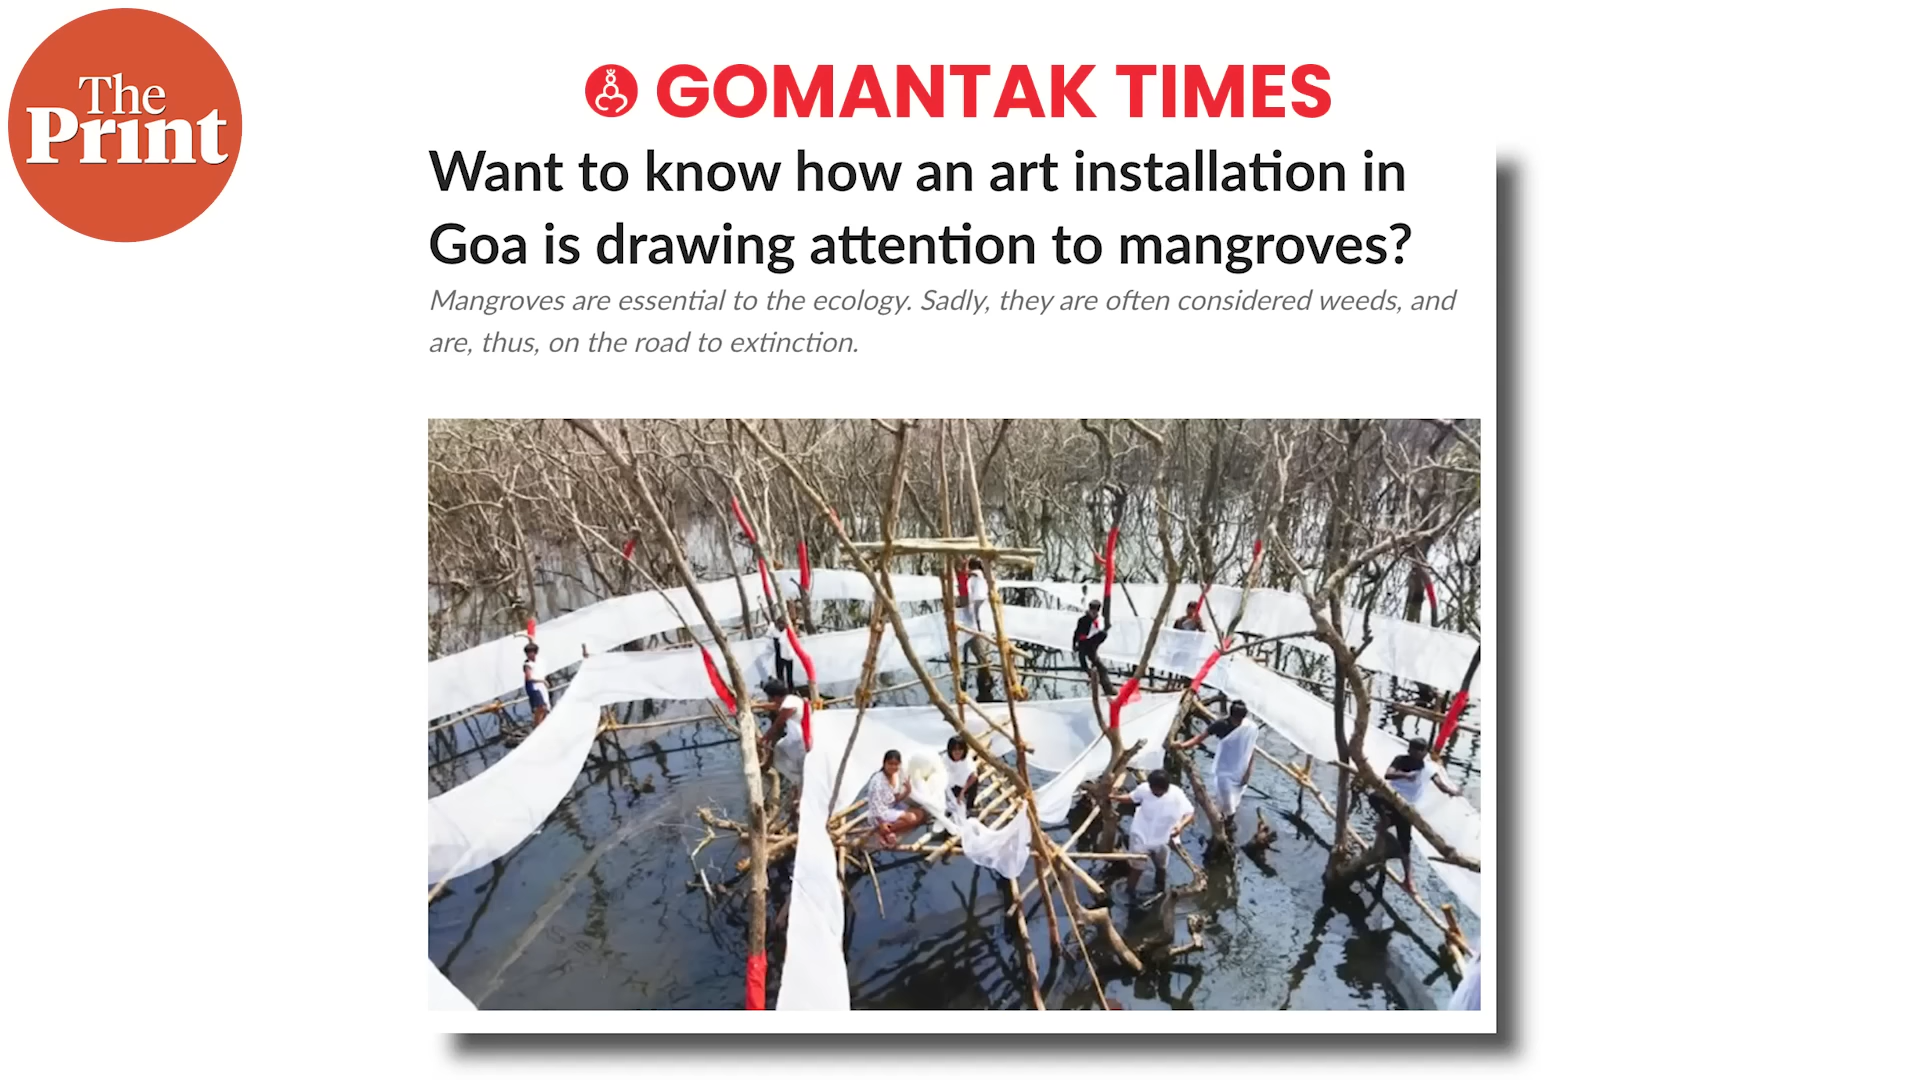 The
Print
GOMANTAK TIMES
Want to know how an art installation in
Goa is drawing attention to mangroves?
Mangroves are essential to the ecology. Sadly, they are often considered weeds, and
are, thus, on the road to extinction.